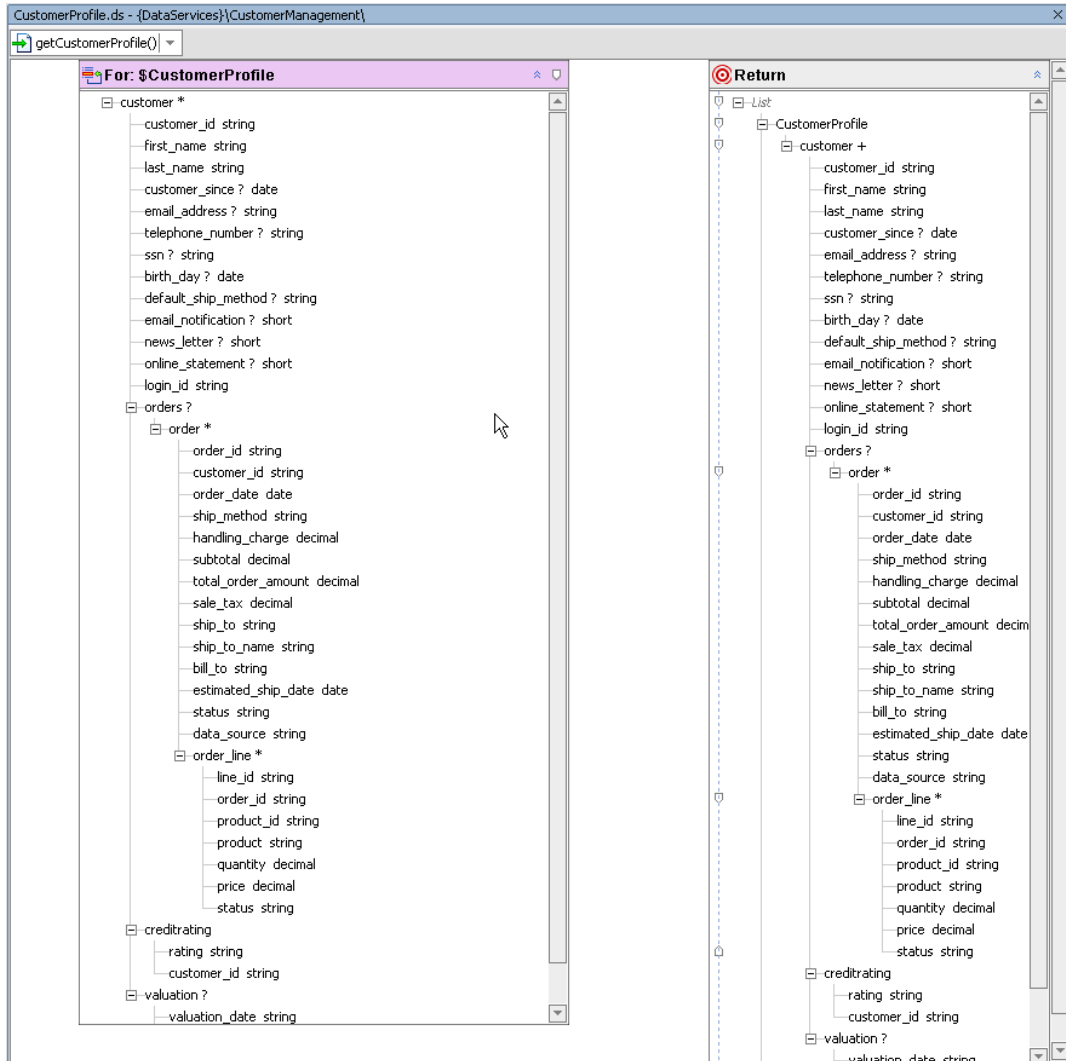 CustomerProfile.ds - {DataServices}\CustomerManagement\
getCustomerProfile()
For: $CustomerProfile
customer *
customer_id string
first_name string
last_name string
customer_since ? date
email_address ? string
telephone_number ? string
ssn ? string
birth_day ? date
default_ship_method ? string
email_notification ? short
news_letter ? short
online_statement ? short
login_id string
orders ?
order *
order_id string
customer_id string
order_date date
ship_method string
handling_charge decimal
subtotal decimal
total_order_amount decimal
sale_tax decimal
ship_to string
ship_to_name string
bill_to string
estimated_ship_date date
status string
data_source string
order_line *
line_id string
order_id string
product_id string
product string
quantity decimal
price decimal
status string
creditrating
rating string
customer_id string
valuation ?
valuation_date string
Return
List
CustomerProfile
customer +
customer_id string
first_name string
last_name string
customer_since ? date
email_address ? string
telephone_number ? string
ssn ? string
birth_day ? date
default_ship_method ? string
email_notification ? short
news_letter ? short
online_statement ? short
login_id string
orders ?
order *
order_id string
customer_id string
order_date date
ship_method string
handling_charge decimal
subtotal decimal
total_order_amount decim
sale_tax decimal
ship_to string
ship_to_name string
bill_to string
estimated_ship_date date
status string
data_source string
order_line *
line_id string
order_id string
product_id string
product string
quantity decimal
price decimal
status string
creditrating
rating string
customer_id string
valuation ?
valuation_date string